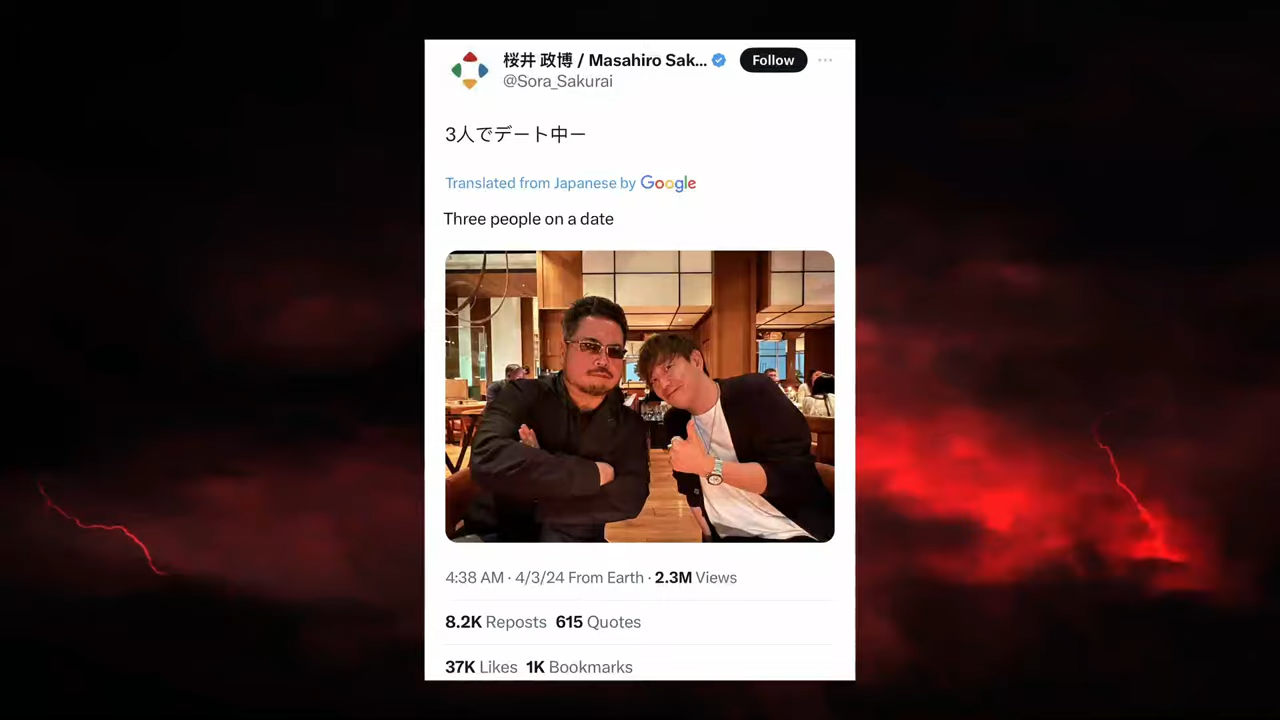 桜井 政博 / Masahiro Sak...
Follow
@Sora_Sakurai
3人でデート中ー
Translated from Japanese by Google
Three people on a date
4:38 AM · 4/3/24 From Earth · 2.3M Views
8.2K Reposts 615 Quotes
37K Likes 1K Bookmarks